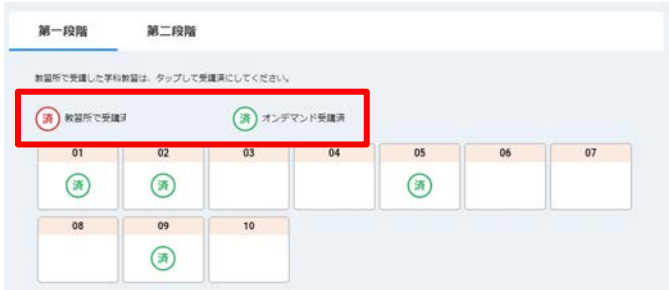 第一段階 第二段階
教習所で受講した学科教習は、タップして受講済にしてください。
済 教習所で受講済 済 オンデマンド受講済
01 02 03 04 05 06 07
済 済 済
08 09 10
済